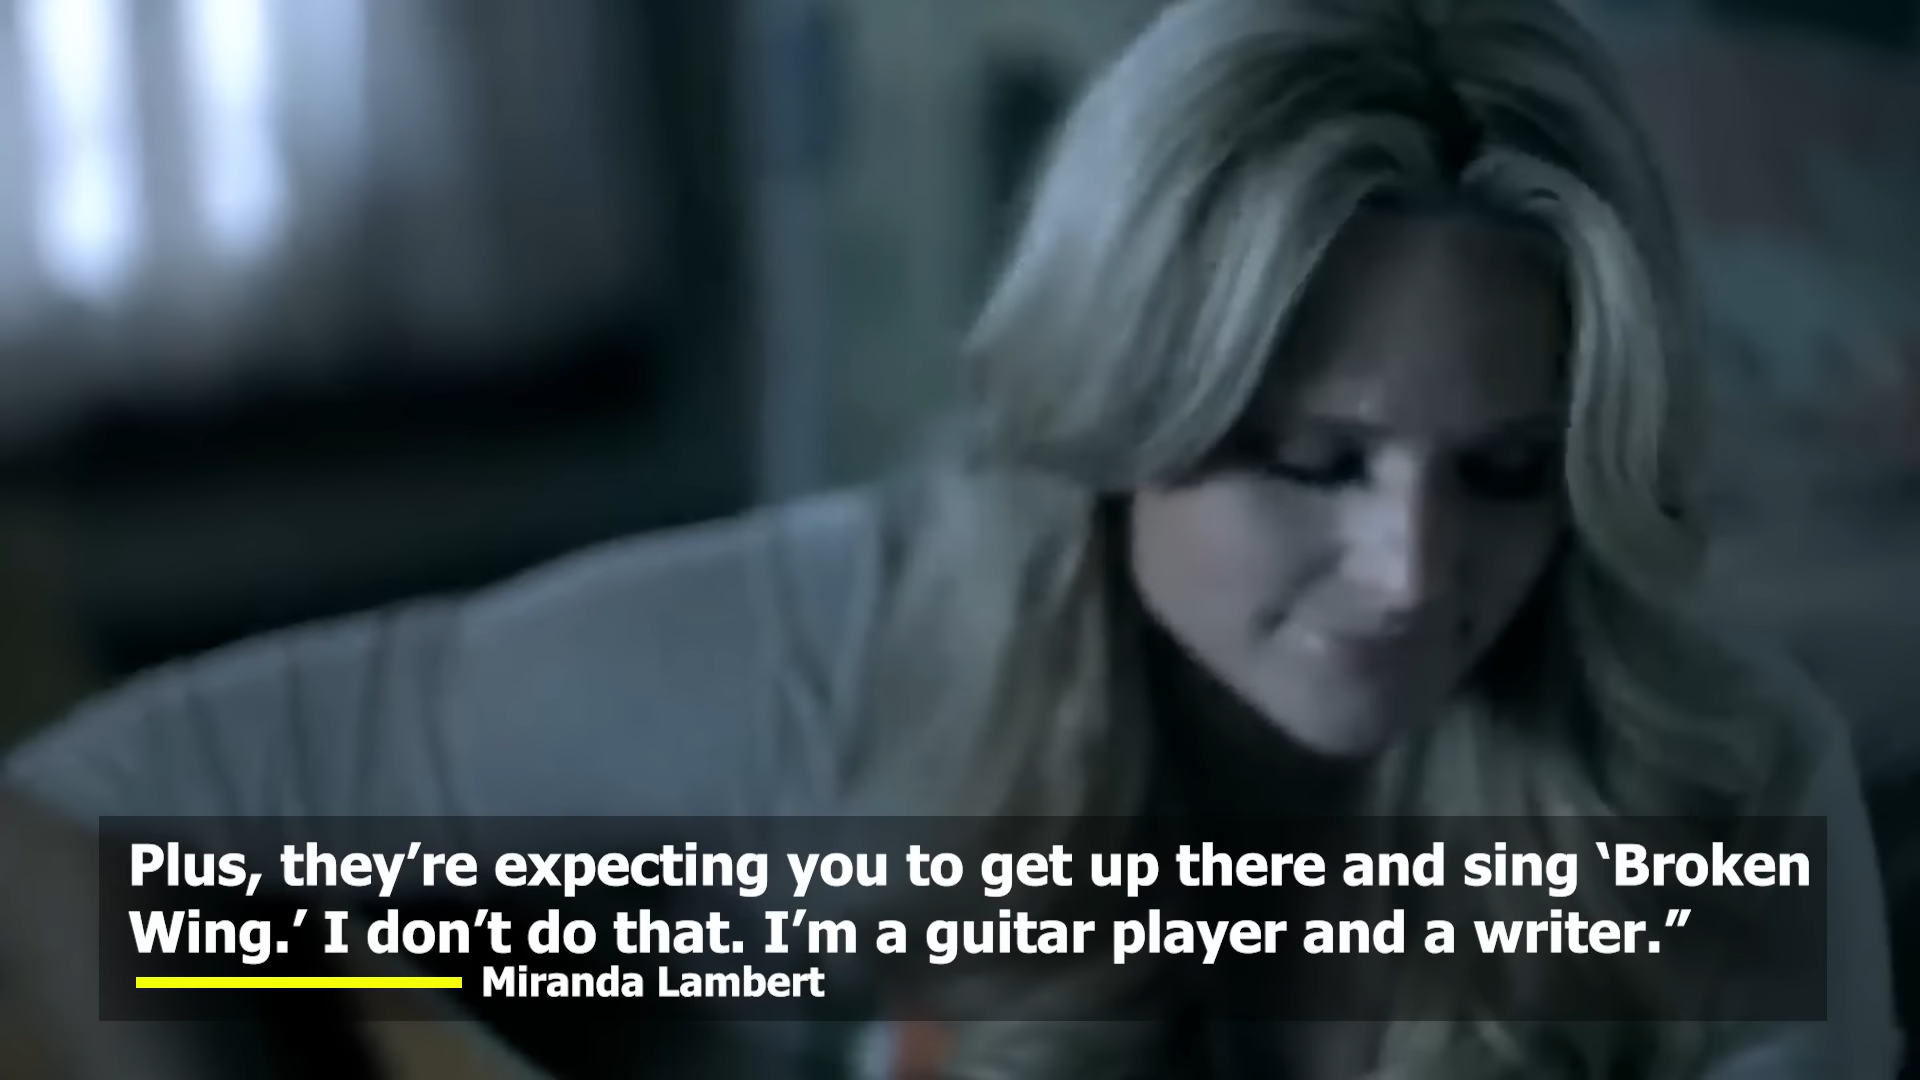 Plus, they’re expecting you to get up there and sing ‘Broken
Wing.’ I don’t do that. I’m a guitar player and a writer.”
Miranda Lambert